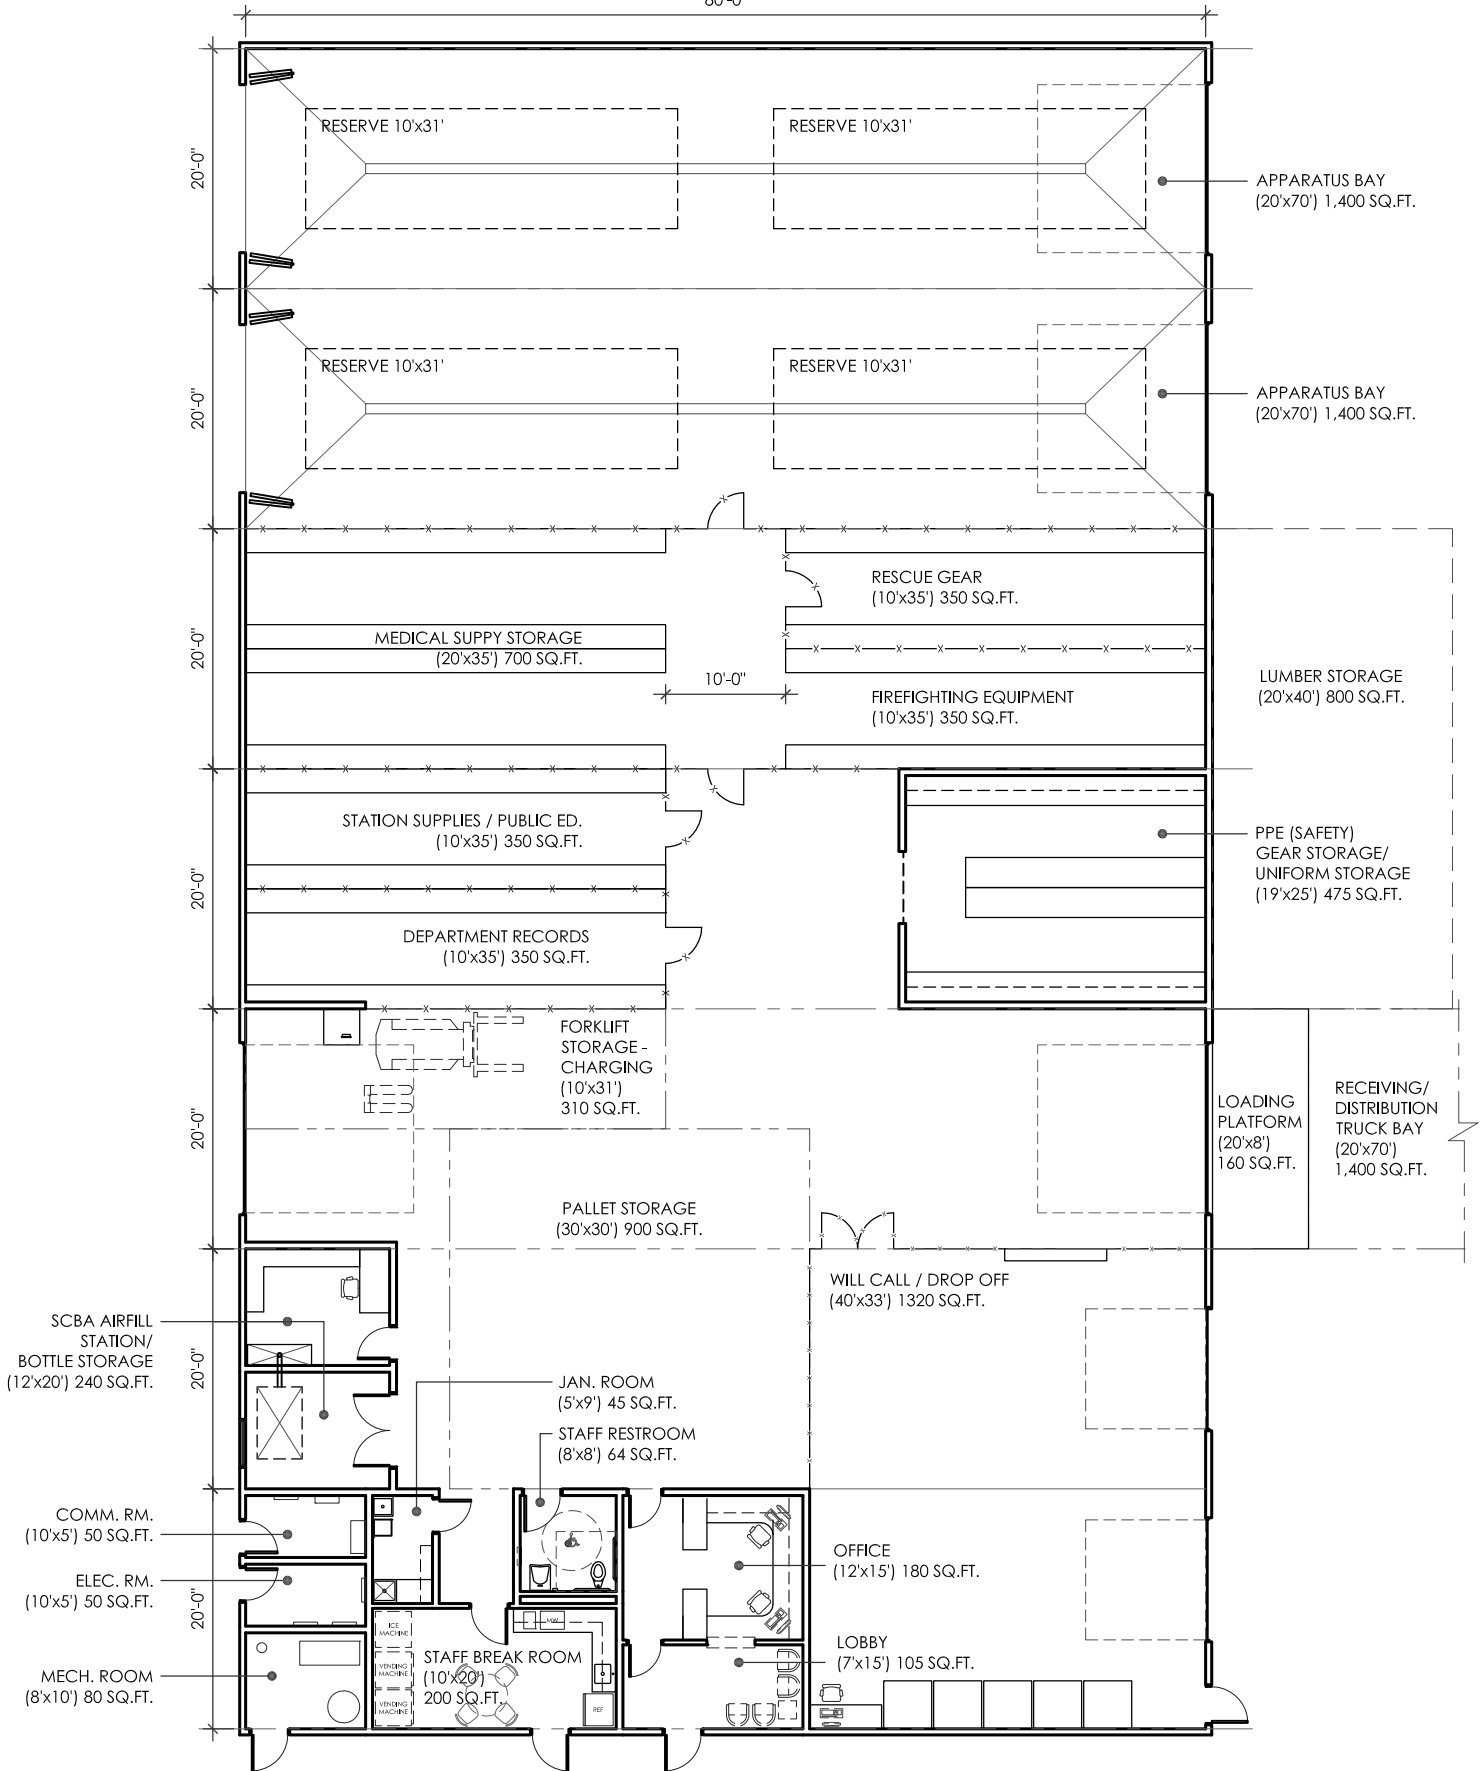 80'-0"
RESERVE 10'x31'
RESERVE 10'x31'
20'-0"
APPARATUS BAY
(20'x70') 1,400 SQ.FT.
RESERVE 10'x31'
RESERVE 10'x31'
20'-0"
APPARATUS BAY
(20'x70') 1,400 SQ.FT.
RESCUE GEAR
(10'x35') 350 SQ.FT.
20'-0"
MEDICAL SUPPY STORAGE
(20'x35') 700 SQ.FT.
10'-0"
FIREFIGHTING EQUIPMENT
(10'x35') 350 SQ.FT.
LUMBER STORAGE
(20'x40') 800 SQ.FT.
20'-0"
STATION SUPPLIES / PUBLIC ED.
(10'x35') 350 SQ.FT.
PPE (SAFETY)
GEAR STORAGE/
UNIFORM STORAGE
(19'x25') 475 SQ.FT.
DEPARTMENT RECORDS
(10'x35') 350 SQ.FT.
20'-0"
FORKLIFT
STORAGE -
CHARGING
(10'x31')
310 SQ.FT.
LOADING
PLATFORM
(20'x8')
160 SQ.FT.
RECEIVING/
DISTRIBUTION
TRUCK BAY
(20'x70')
1,400 SQ.FT.
PALLET STORAGE
(30'x30') 900 SQ.FT.
WILL CALL / DROP OFF
(40'x33') 1320 SQ.FT.
SCBA AIRFILL
STATION/
BOTTLE STORAGE
(12'x20') 240 SQ.FT.
20'-0"
JAN. ROOM
(5'x9') 45 SQ.FT.
STAFF RESTROOM
(8'x8') 64 SQ.FT.
COMM. RM.
(10'x5') 50 SQ.FT.
ELEC. RM.
(10'x5') 50 SQ.FT.
20'-0"
MECH. ROOM
(8'x10') 80 SQ.FT.
OFFICE
(12'x15') 180 SQ.FT.
LOBBY
(7'x15') 105 SQ.FT.
ICE
MACHINE
VENDING
MACHINE
VENDING
MACHINE
MW
STAFF BREAK ROOM
(10'x20')
200 SQ.FT.
REF